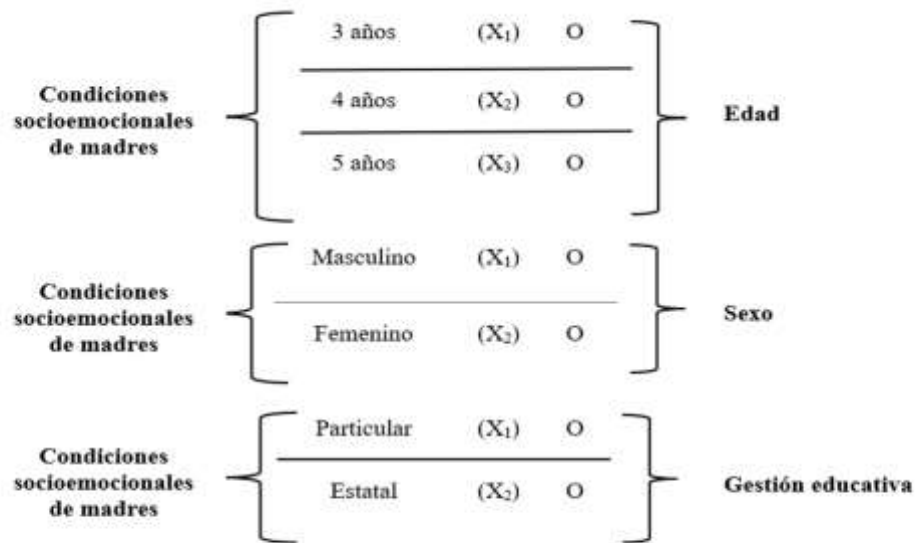 3 años (X₁) O
Condiciones
socioemocionales
de madres
4 años (X₂) O
Edad
5 años (X₃) O
Masculino (X₁) O
Condiciones
socioemocionales
de madres
Sexo
Femenino (X₂) O
Particular (X₁) O
Condiciones
socioemocionales
de madres
Estatal (X₂) O
Gestión educativa